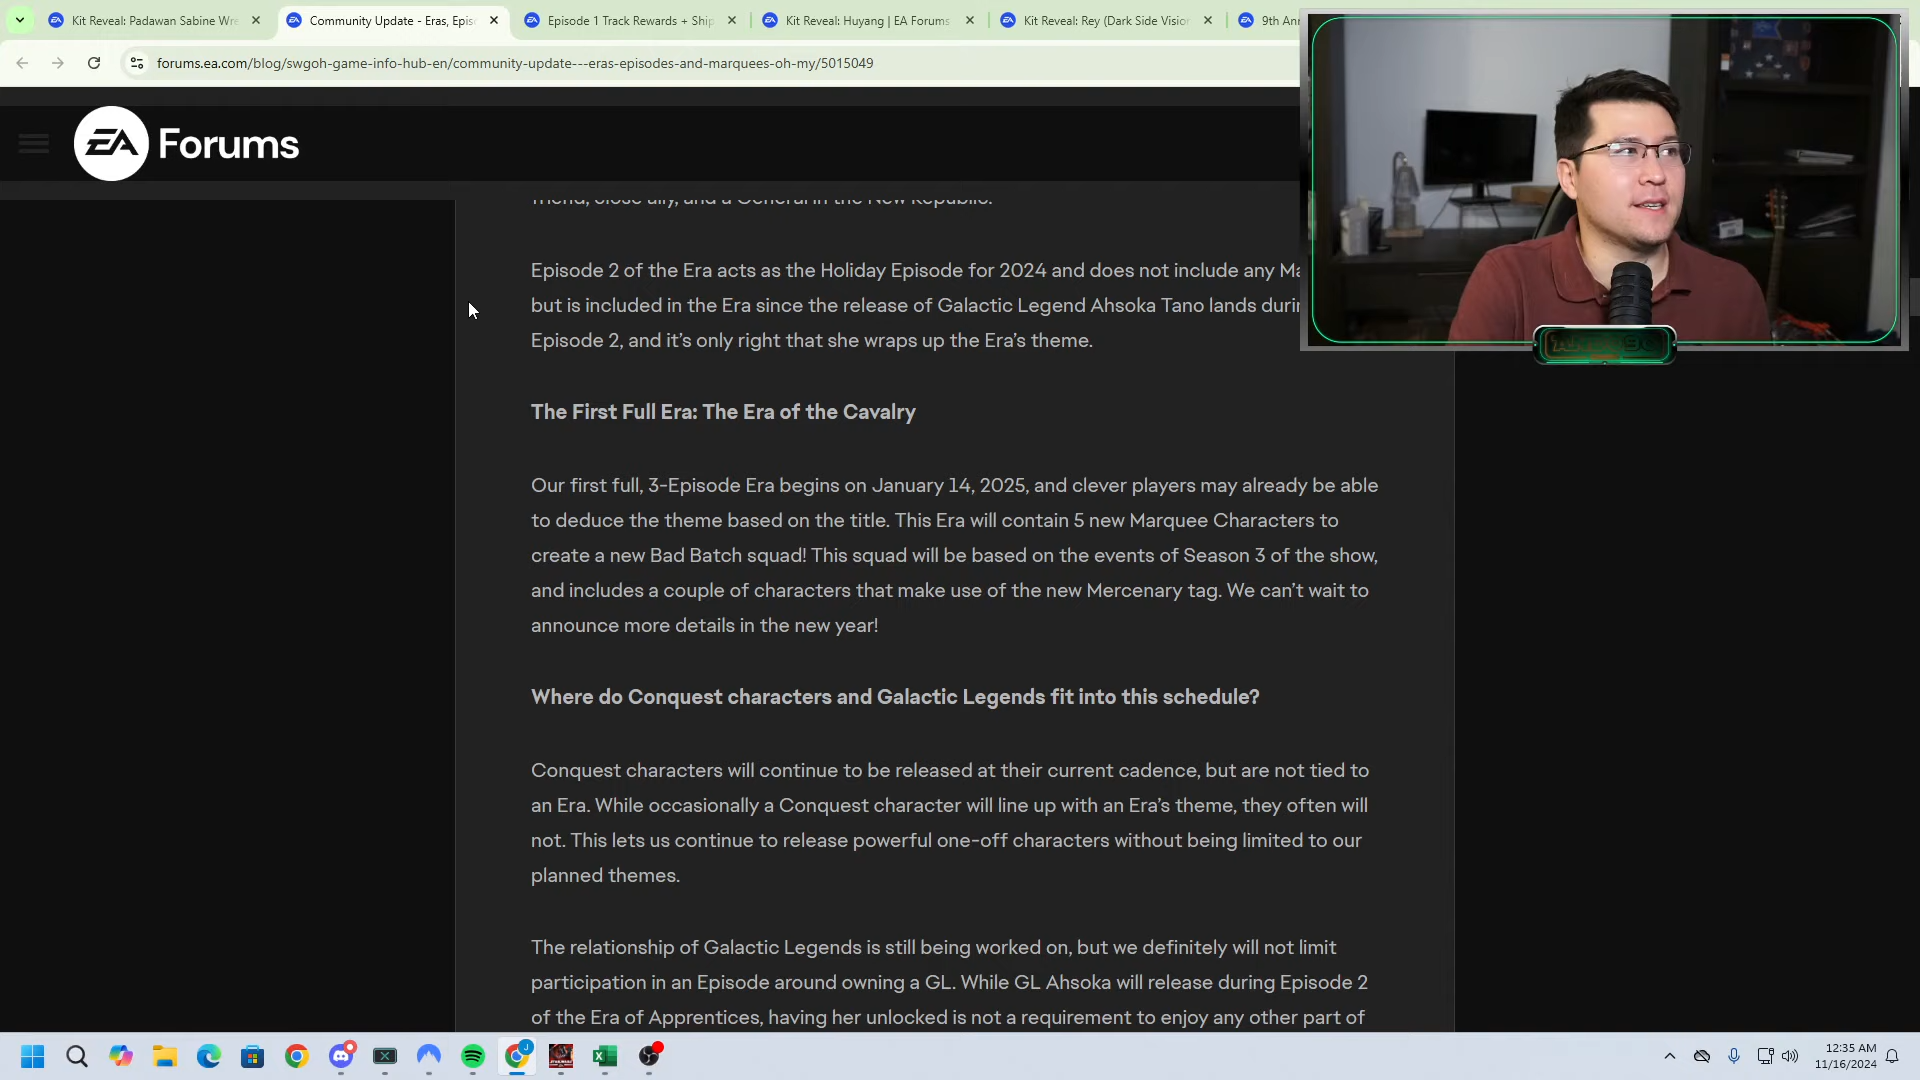 Kit Reveal: Padawan Sabine Wre
Community Update - Eras, Epis
Episode 1 Track Rewards + Ship
Kit Reveal: Huyang | EA Forums
Kit Reveal: Rey (Dark Side Vision
9th An
forums.ea.com/blog/swgoh-game-info-hub-en/community-update---eras-episodes-and-marquees-oh-my/5015049
EA Forums
friend, close ally, and a General in the New Republic.
Episode 2 of the Era acts as the Holiday Episode for 2024 and does not include any Ma
but is included in the Era since the release of Galactic Legend Ahsoka Tano lands duri
Episode 2, and it's only right that she wraps up the Era's theme.
The First Full Era: The Era of the Cavalry
Our first full, 3-Episode Era begins on January 14, 2025, and clever players may already be able
to deduce the theme based on the title. This Era will contain 5 new Marquee Characters to
create a new Bad Batch squad! This squad will be based on the events of Season 3 of the show,
and includes a couple of characters that make use of the new Mercenary tag. We can't wait to
announce more details in the new year!
Where do Conquest characters and Galactic Legends fit into this schedule?
Conquest characters will continue to be released at their current cadence, but are not tied to
an Era. While occasionally a Conquest character will line up with an Era's theme, they often will
not. This lets us continue to release powerful one-off characters without being limited to our
planned themes.
The relationship of Galactic Legends is still being worked on, but we definitely will not limit
participation in an Episode around owning a GL. While GL Ahsoka will release during Episode 2
of the Era of Apprentices, having her unlocked is not a requirement to enjoy any other part of
12:35 AM
11/16/2024